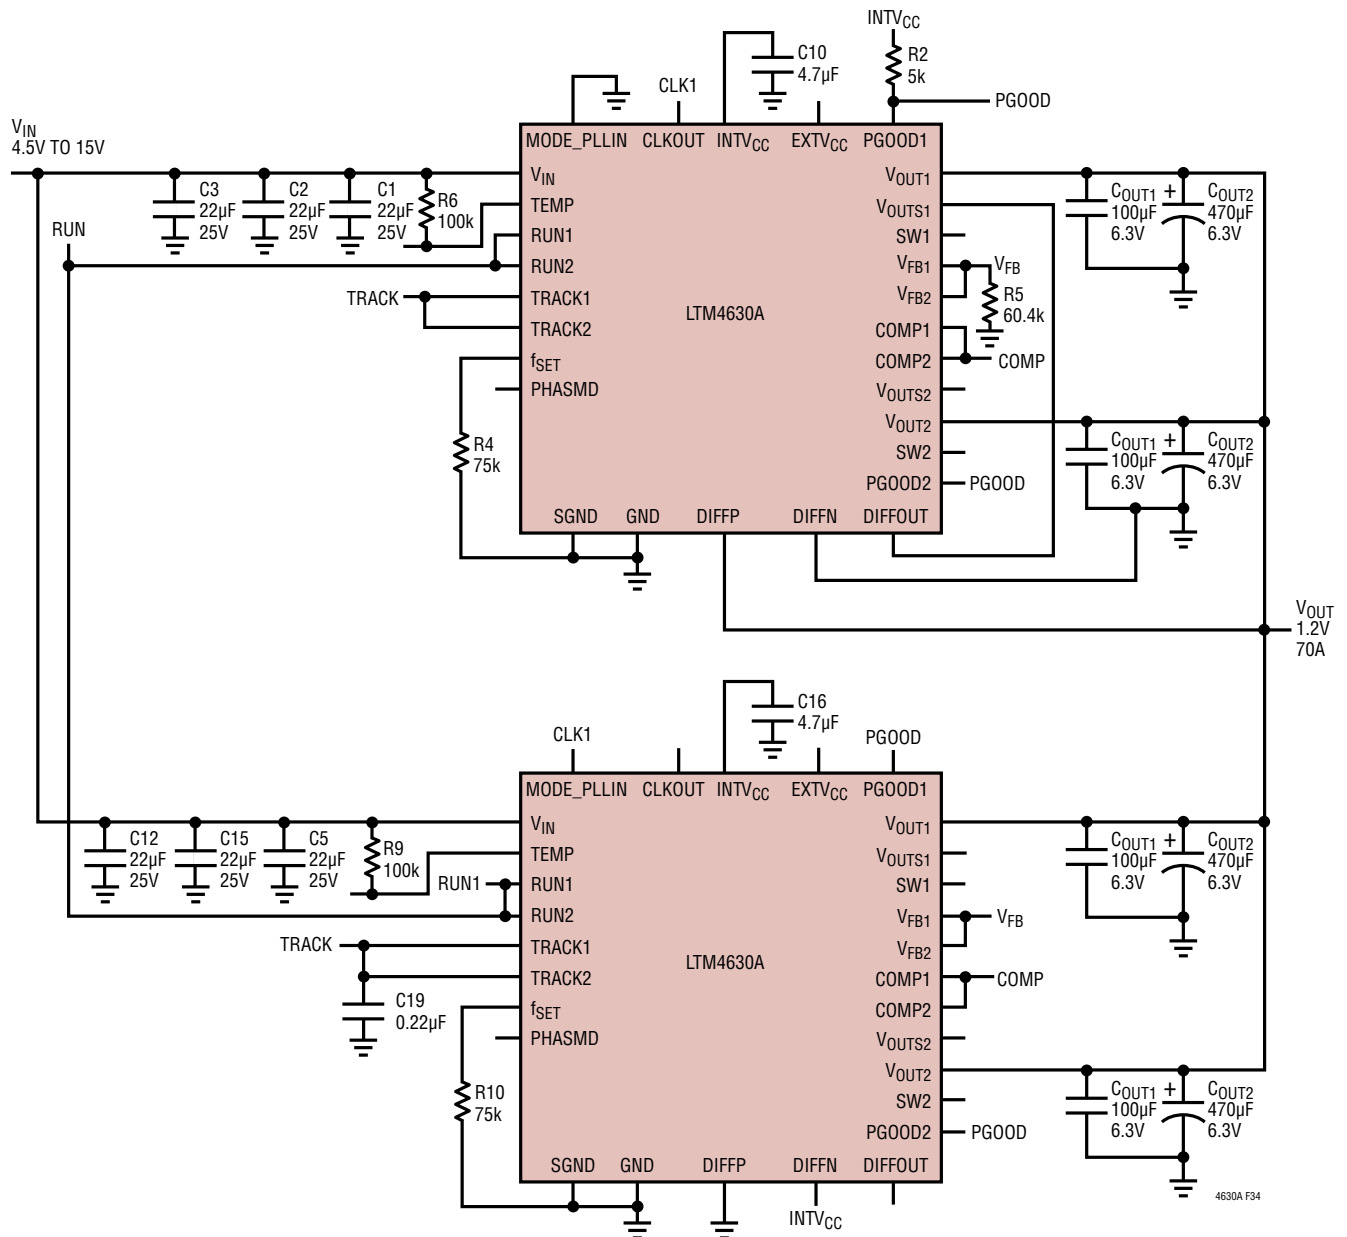 INTVCC
R2
5k
PGOOD
C10
4.7µF
CLK1
VIN
4.5V TO 15V
MODE_PLLIN CLKOUT INTVCC EXTVCC PGOOD1
VIN
TEMP
RUN1
RUN2
TRACK1
TRACK2
fSET
PHASMD
LTM4630A
VOUT1
VOUTS1
SW1
VFB1
VFB2
COMP1
COMP2
VOUTS2
VOUT2
SW2
PGOOD2
SGND GND DIFFP DIFFN DIFFOUT
C3
22µF
25V
C2
22µF
25V
C1
22µF
25V
R6
100k
RUN
TRACK
R4
75k
VFB
R5
60.4k
COMP
PGOOD
COUT1
100µF
6.3V
+
COUT2
470µF
6.3V
COUT1
100µF
6.3V
+
COUT2
470µF
6.3V
VOUT
1.2V
70A
C16
4.7µF
CLK1
PGOOD
MODE_PLLIN CLKOUT INTVCC EXTVCC PGOOD1
VIN
TEMP
RUN1
RUN2
TRACK1
TRACK2
fSET
PHASMD
LTM4630A
VOUT1
VOUTS1
SW1
VFB1
VFB2
COMP1
COMP2
VOUTS2
VOUT2
SW2
PGOOD2
SGND GND DIFFP DIFFN DIFFOUT
C12
22µF
25V
C15
22µF
25V
C5
22µF
25V
R9
100k
RUN1
TRACK
C19
0.22µF
R10
75k
VFB
COMP
PGOOD
INTVCC
COUT1
100µF
6.3V
+
COUT2
470µF
6.3V
COUT1
100µF
6.3V
+
COUT2
470µF
6.3V
4630A F34